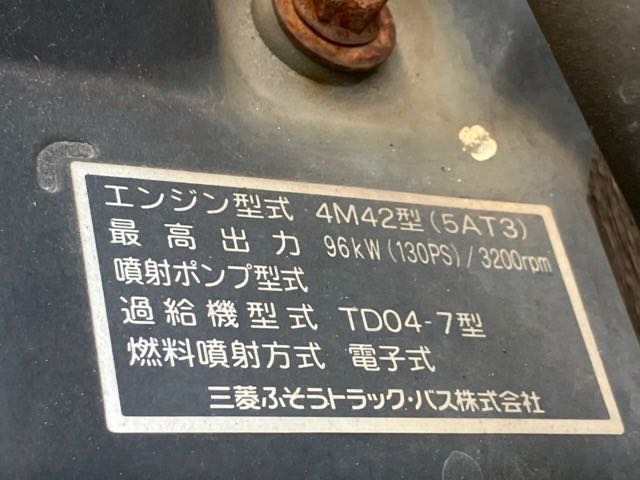 エンジン型式 4M42型(5AT3)
最高出力 96kW(130PS)/3200rpm
噴射ポンプ型式
過給機型式 TD04-7型
燃料噴射方式 電子式
三菱ふそうトラック・バス株式会社